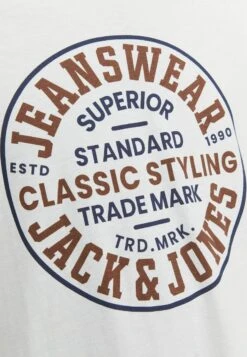 JEANSWEAR
SUPERIOR
STANDARD
ESTD
1990
CLASSIC STYLING
TRADE MARK
TRD.MRK.
JACK & JONES